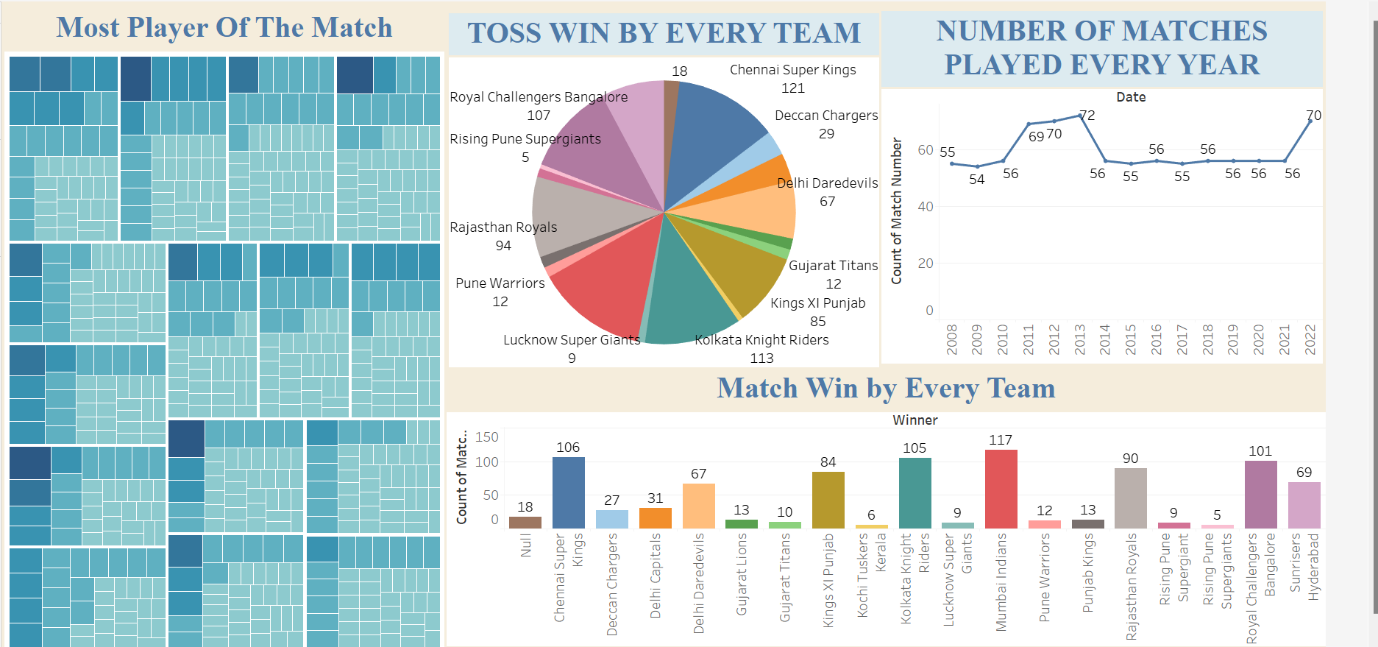 Most Player Of The Match
TOSS WIN BY EVERY TEAM
18
Chennai Super Kings
121
Deccan Chargers
29
Delhi Daredevils
67
Gujarat Titans
12
Kings XI Punjab
85
Kolkata Knight Riders
113
Lucknow Super Giants
9
Pune Warriors
12
Rajasthan Royals
94
Rising Pune Supergiants
5
Royal Challengers Bangalore
107
NUMBER OF MATCHES
PLAYED EVERY YEAR
Date
Count of Match Number
60
40
20
0
55
54
56
69
70
72
56
55
56
55
56
56
56
56
70
2008
2009
2010
2011
2012
2013
2014
2015
2016
2017
2018
2019
2020
2021
2022
Match Win by Every Team
Winner
Count of Matc..
150
100
50
0
18
106
27
31
67
13
10
84
6
105
9
117
12
13
90
9
5
101
69
Null
Chennai Super
Kings
Deccan Chargers
Delhi Capitals
Delhi Daredevils
Gujarat Lions
Gujarat Titans
Kings XI Punjab
Kochi Tuskers
Kerala
Kolkata Knight
Riders
Lucknow Super
Giants
Mumbai Indians
Pune Warriors
Punjab Kings
Rajasthan Royals
Rising Pune
Supergiant
Rising Pune
Supergiants
Royal Challengers
Bangalore
Sunrisers
Hyderabad